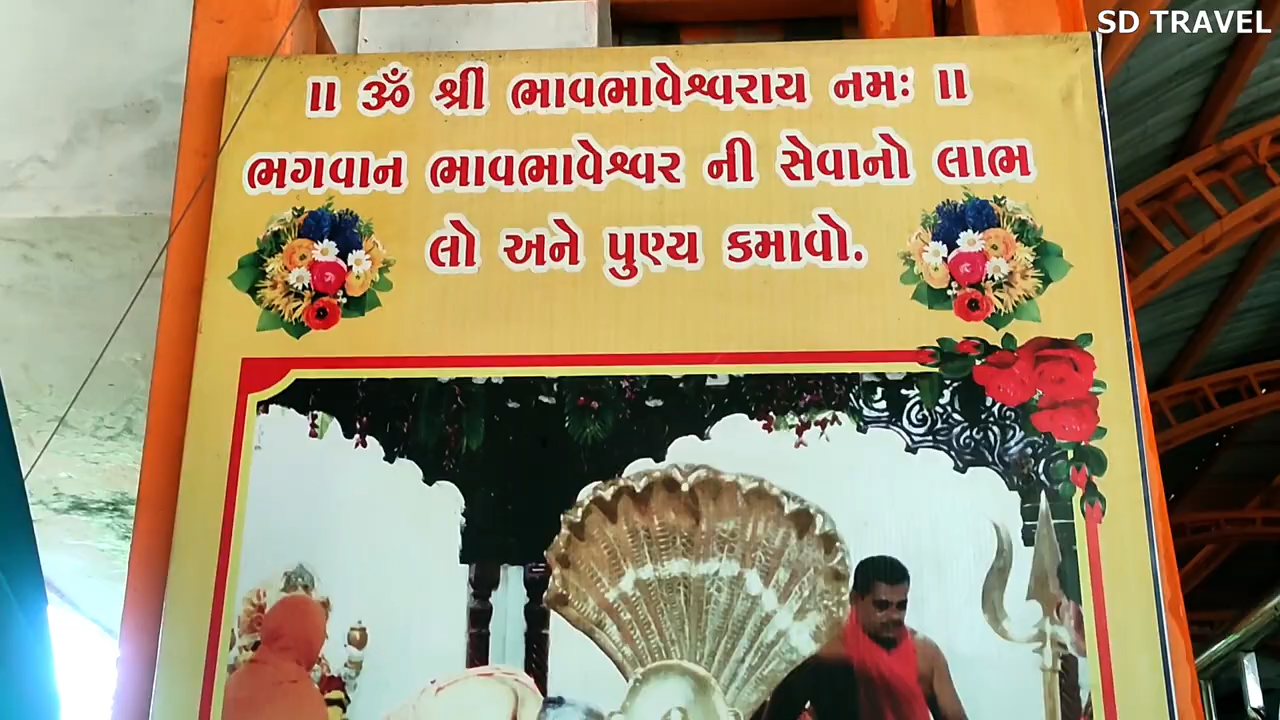 SD TRAVEL
॥ ૐ શ્રીં ભાવભાવેશ્વરાય નમઃ ॥
ભગવાન ભાવભાવેશ્વર ની સેવાનો લાભ
લો અને પુણ્ય કમાવો.